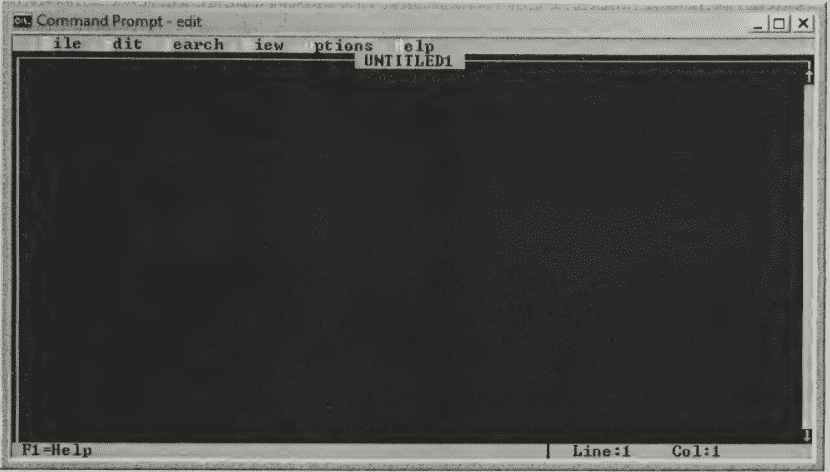 Command Prompt - edit
ile dit earch iew ptions elp
UNTITLED1
F1=Help Line:1 Col:1